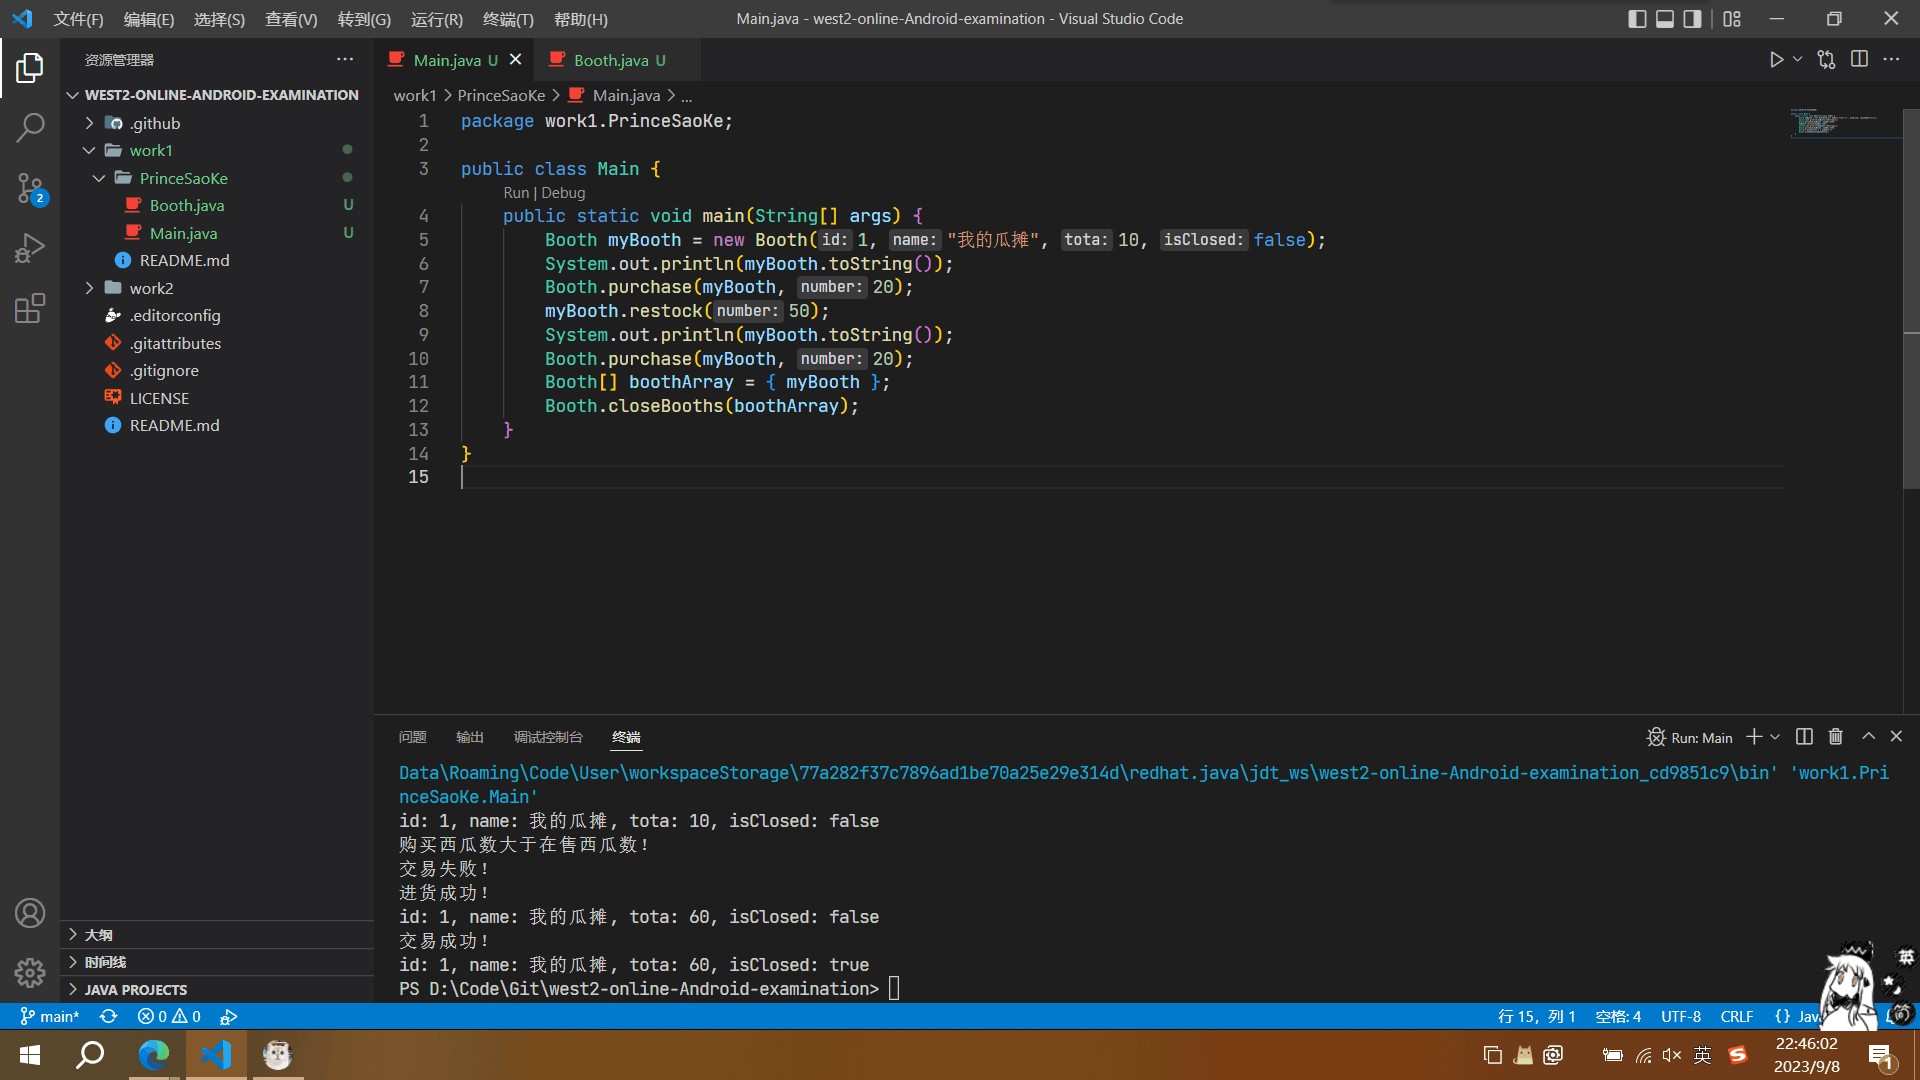 文件(F) 编辑(E) 选择(S) 查看(V) 转到(G) 运行(R) 终端(T) 帮助(H) Main.java - west2-online-Android-examination - Visual Studio Code
资源管理器
WEST2-ONLINE-ANDROID-EXAMINATION
.github
work1
PrinceSaoKe
Booth.java U
Main.java U
README.md
work2
.editorconfig
.gitattributes
.gitignore
LICENSE
README.md
大纲
时间线
JAVA PROJECTS
2
Main.java U
Booth.java U
work1 > PrinceSaoKe > Main.java > ...
1 package work1.PrinceSaoKe;
2
3 public class Main {
Run | Debug
4 public static void main(String[] args) {
5 Booth myBooth = new Booth(id: 1, name: "我的瓜摊", tota: 10, isClosed: false);
6 System.out.println(myBooth.toString());
7 Booth.purchase(myBooth, number: 20);
8 myBooth.restock(number: 50);
9 System.out.println(myBooth.toString());
10 Booth.purchase(myBooth, number: 20);
11 Booth[] boothArray = { myBooth };
12 Booth.closeBooths(boothArray);
13 }
14 }
15
问题 输出 调试控制台 终端
Run: Main
Data\Roaming\Code\User\workspaceStorage\77a282f37c7896ad1be70a25e29e314d\redhat.java\jdt_ws\west2-online-Android-examination_cd9851c9\bin' 'work1.Pri
nceSaoKe.Main'
id: 1, name: 我的瓜摊, tota: 10, isClosed: false
购买西瓜数大于在售西瓜数!
交易失败!
进货成功!
id: 1, name: 我的瓜摊, tota: 60, isClosed: false
交易成功!
id: 1, name: 我的瓜摊, tota: 60, isClosed: true
PS D:\Code\Git\west2-online-Android-examination>
英
简
main* 0 0 行 15，列 1 空格: 4 UTF-8 CRLF {} Jav
英 22:46:02
2023/9/8
1